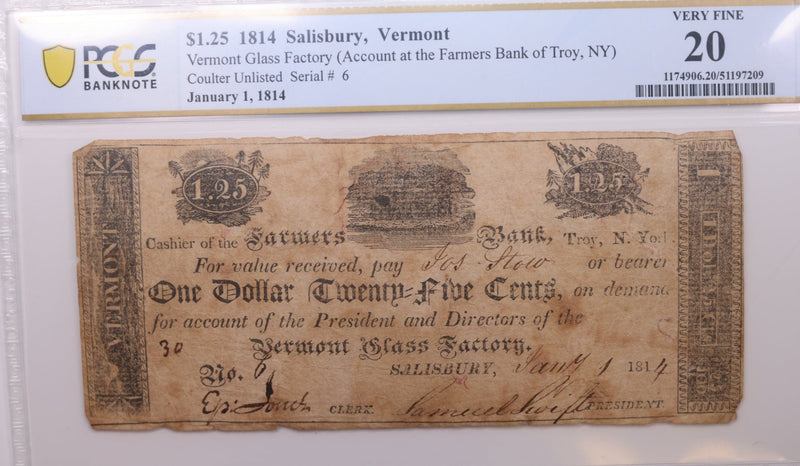 PCGS
BANKNOTE
$1.25 1814 Salisbury, Vermont
Vermont Glass Factory (Account at the Farmers Bank of Troy, NY)
Coulter Unlisted Serial # 6
January 1, 1814
VERY FINE
20
1174906.20/51197209
VERMONT
1.25
1.25
Cashier of the Farmers Bank, Troy, N. York
For value received, pay Jos Stow or bearer
One Dollar Twenty-Five Cents, on demand
for account of the President and Directors of the
30 Vermont Glass Factory.
No. 6 SALISBURY, Jany 1 1814
CLERK. Samuel Swift PRESIDENT